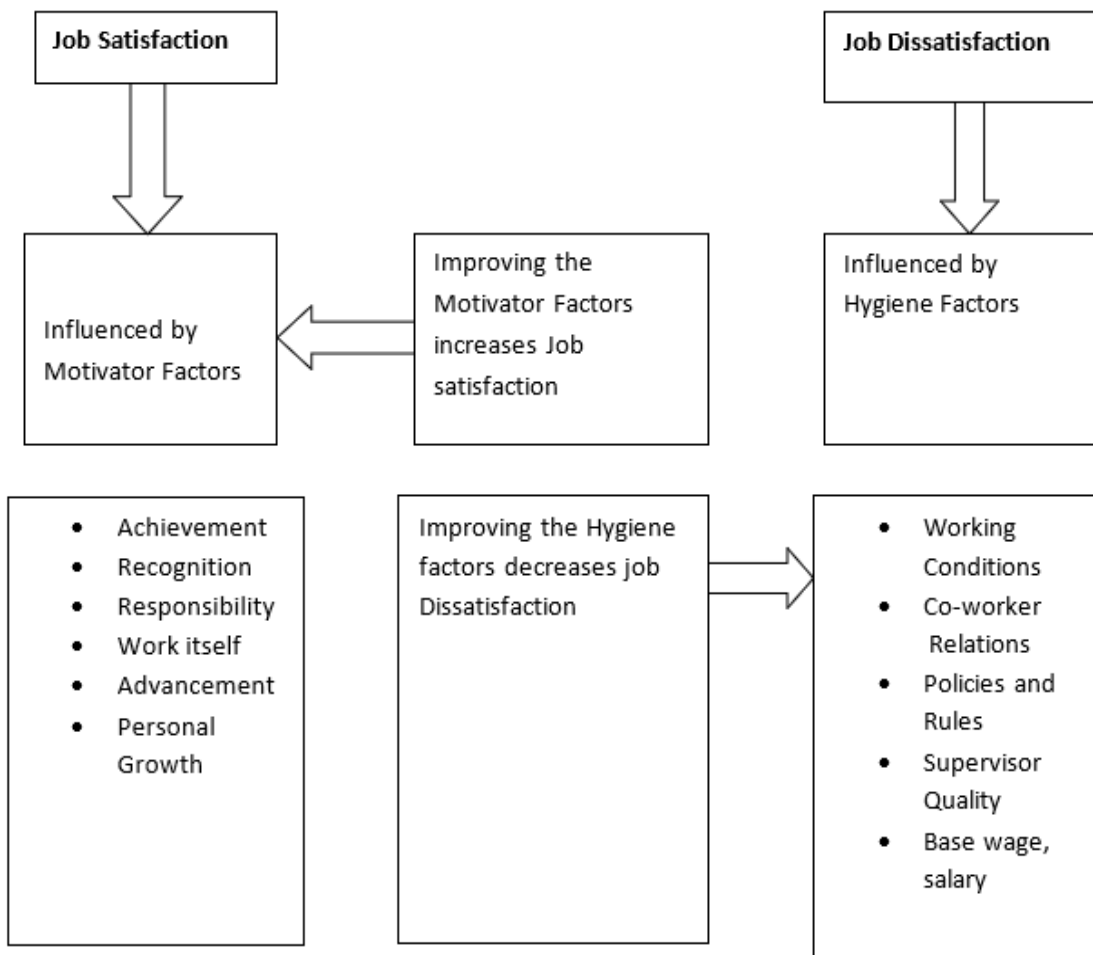 Job Satisfaction
Job Dissatisfaction
Influenced by
Motivator Factors
Improving the
Motivator Factors
increases Job
satisfaction
Influenced by
Hygiene Factors
• Achievement
• Recognition
• Responsibility
• Work itself
• Advancement
• Personal
Growth
Improving the Hygiene
factors decreases job
Dissatisfaction
• Working
Conditions
• Co-worker
Relations
• Policies and
Rules
• Supervisor
Quality
• Base wage,
salary